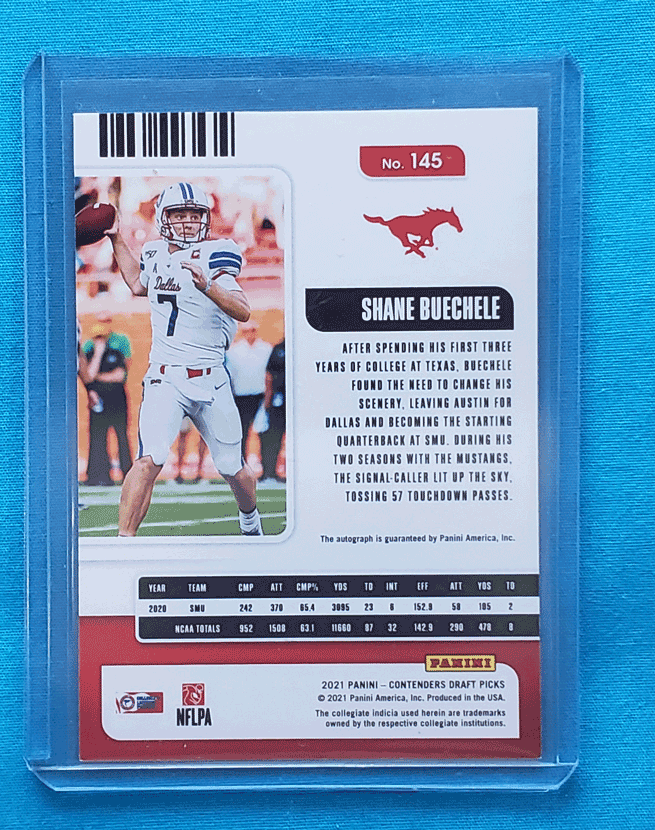 No. 145
Dallas
7
SHANE BUECHELE
AFTER SPENDING HIS FIRST THREE
YEARS OF COLLEGE AT TEXAS, BUECHELE
FOUND THE NEED TO CHANGE HIS
SCENERY, LEAVING AUSTIN FOR
DALLAS AND BECOMING THE STARTING
QUARTERBACK AT SMU. DURING HIS
TWO SEASONS WITH THE MUSTANGS,
THE SIGNAL-CALLER LIT UP THE SKY,
TOSSING 57 TOUCHDOWN PASSES.
The autograph is guaranteed by Panini America, Inc.
YEAR TEAM CMP ATT CMP% YDS TD INT EFF ATT YDS TD
2020 SMU 242 370 65.4 3095 23 6 152.9 58 105 2
NCAA TOTALS 952 1508 63.1 11660 87 32 142.9 290 478 8
PANINI
2021 PANINI – CONTENDERS DRAFT PICKS
© 2021 Panini America, Inc. Produced in the USA.
The collegiate indicia used herein are trademarks
owned by the respective collegiate institutions.
NFLPA